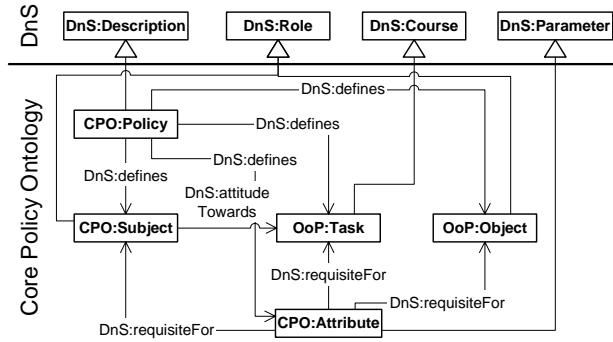 DnS
DnS:Description
DnS:Role
DnS:Course
DnS:Parameter
Core Policy Ontology
DnS:defines
CPO:Policy
DnS:defines
DnS:defines
DnS:defines
DnS:attitude
Towards
CPO:Subject
OoP:Task
OoP:Object
DnS:requisiteFor
DnS:requisiteFor
DnS:requisiteFor
CPO:Attribute